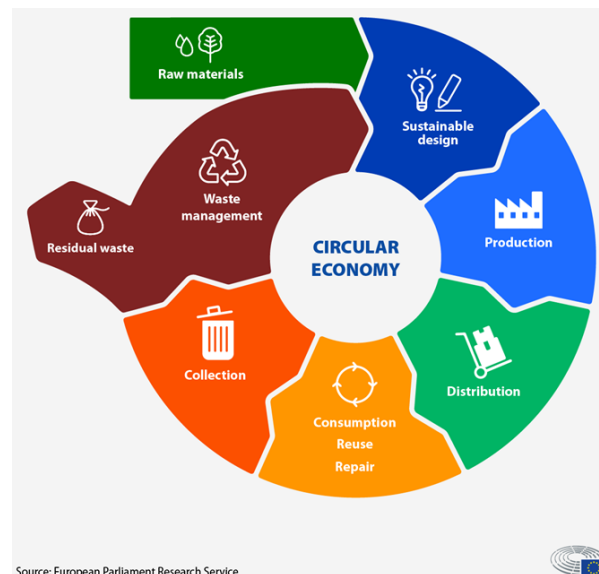 Raw materials
Sustainable
design
Production
Distribution
Consumption
Reuse
Repair
Collection
Waste
management
Residual waste
CIRCULAR
ECONOMY
Source: European Parliament Research Service